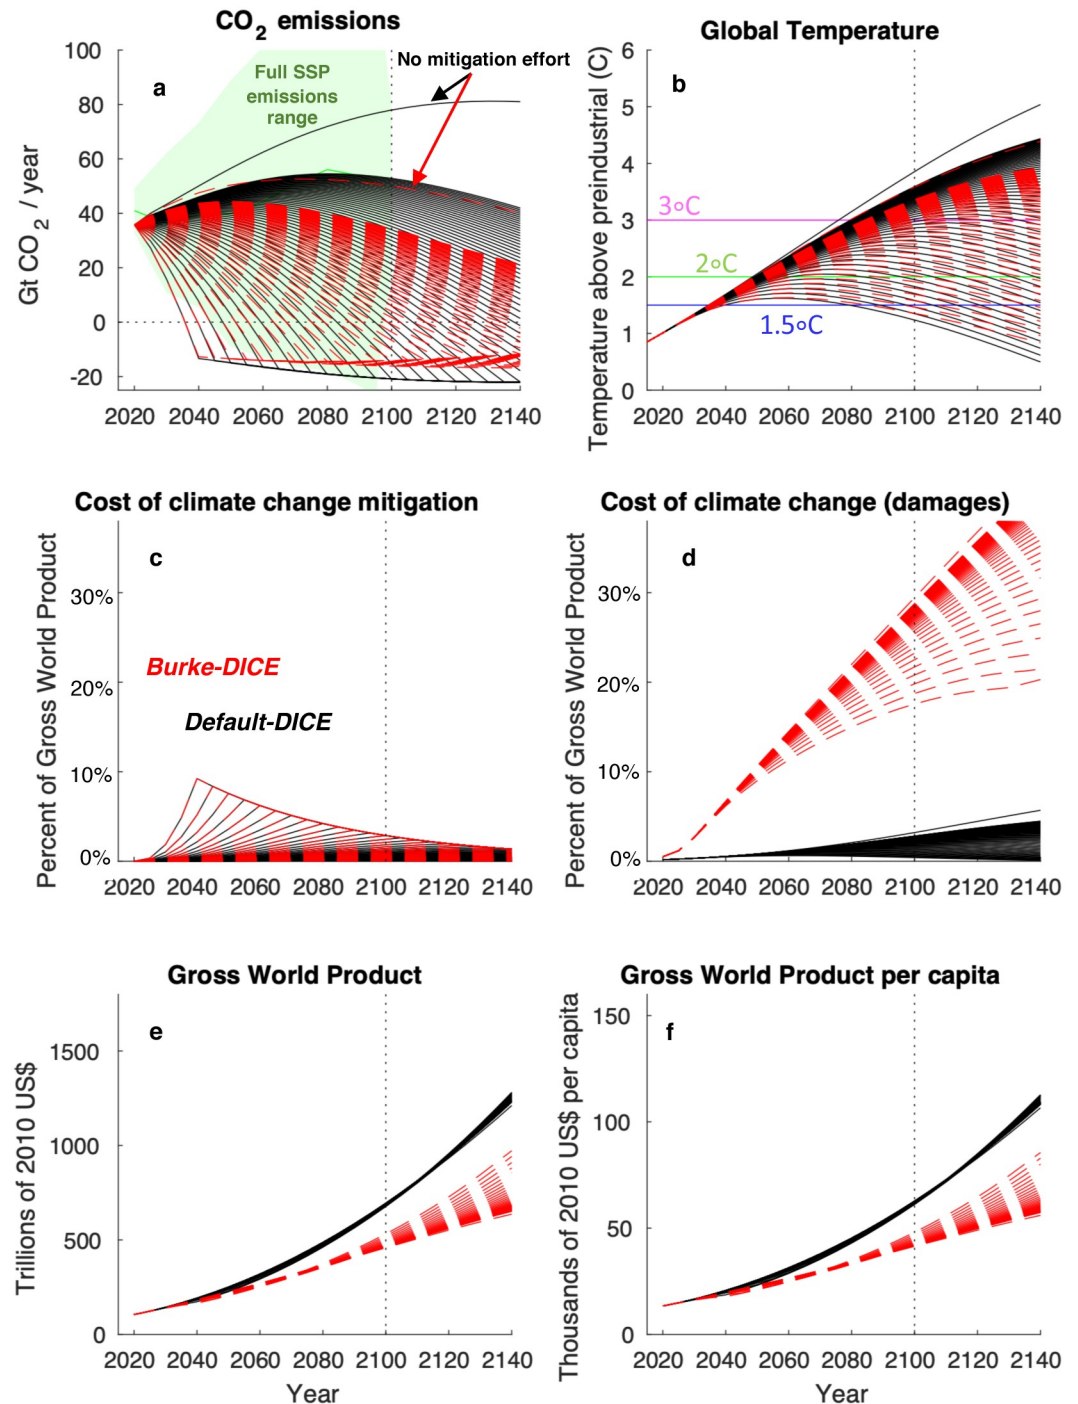 CO2 emissions
a
Full SSP
emissions
range
No mitigation effort
Gt CO2 / year
100
80
60
40
20
0
-20
2020 2040 2060 2080 2100 2120 2140
Global Temperature
b
Temperature above preindustrial (C)
6
5
4
3
2
1
0
3∘C
2∘C
1.5∘C
2020 2040 2060 2080 2100 2120 2140
Cost of climate change mitigation
c
Percent of Gross World Product
30%
20%
10%
0%
Burke-DICE
Default-DICE
2020 2040 2060 2080 2100 2120 2140
Cost of climate change (damages)
d
Percent of Gross World Product
30%
20%
10%
0%
2020 2040 2060 2080 2100 2120 2140
Gross World Product
e
Trillions of 2010 US$
1500
1000
500
0
2020 2040 2060 2080 2100 2120 2140
Year
Gross World Product per capita
f
Thousands of 2010 US$ per capita
150
100
50
0
2020 2040 2060 2080 2100 2120 2140
Year